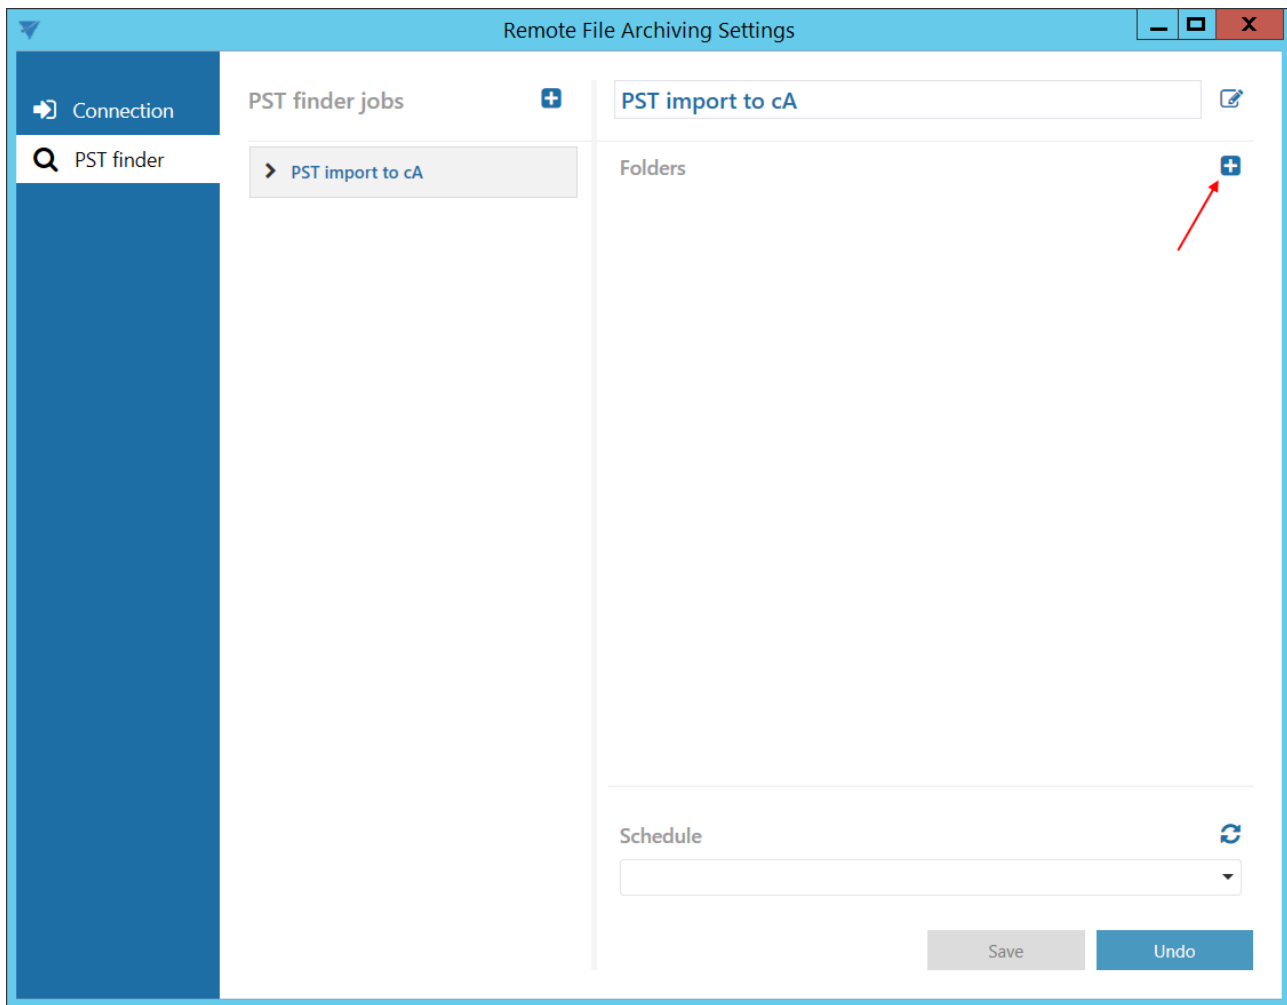 Remote File Archiving Settings
Connection
PST finder
PST finder jobs
PST import to cA
PST import to cA
Folders
Schedule
Save
Undo